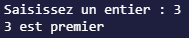 Saisissez un entier : 3
3 est premier